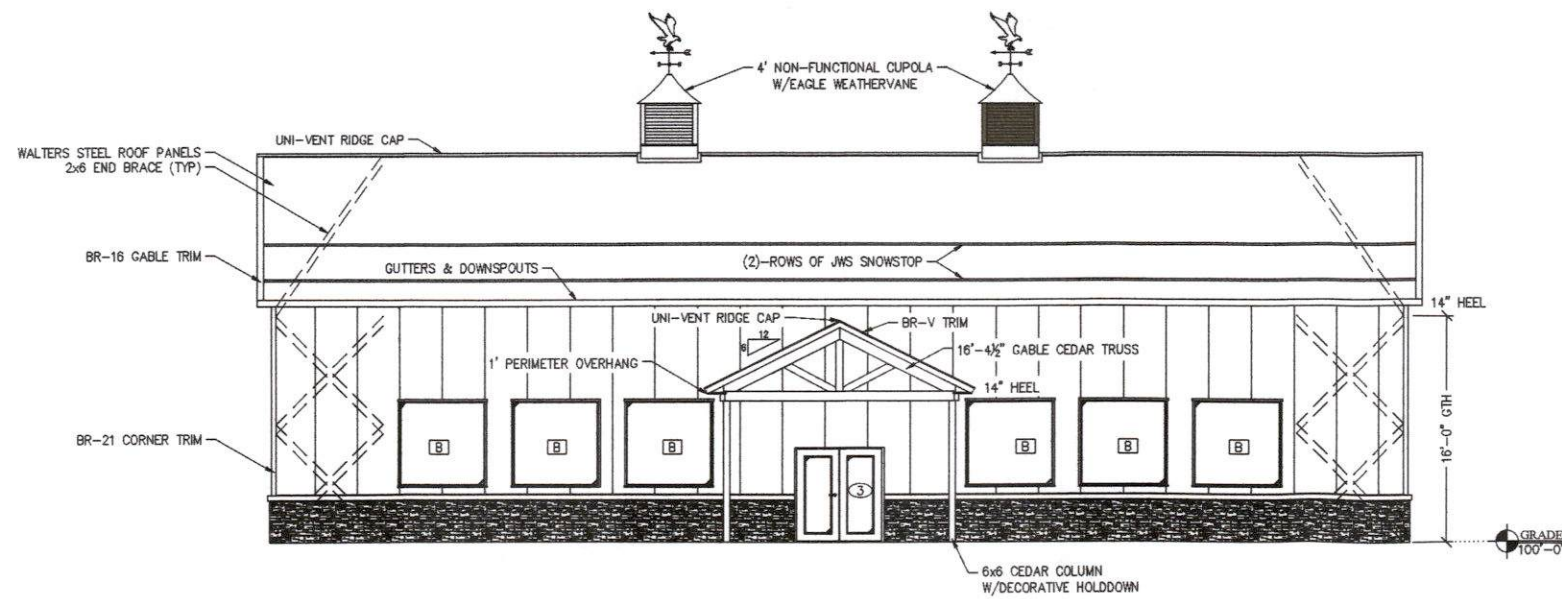 4' NON-FUNCTIONAL CUPOLA
W/EAGLE WEATHERVANE
UNI-VENT RIDGE CAP
WALTERS STEEL ROOF PANELS
2x6 END BRACE (TYP)
BR-16 GABLE TRIM
GUTTERS & DOWNSPOUTS
(2)-ROWS OF JWS SNOWSTOP
14" HEEL
UNI-VENT RIDGE CAP
BR-V TRIM
12
6
16'-4½" GABLE CEDAR TRUSS
1' PERIMETER OVERHANG
14" HEEL
16'-0" GTH
BR-21 CORNER TRIM
B
B
B
B
B
B
3
GRADE
100'-0
6x6 CEDAR COLUMN
W/DECORATIVE HOLDDOWN